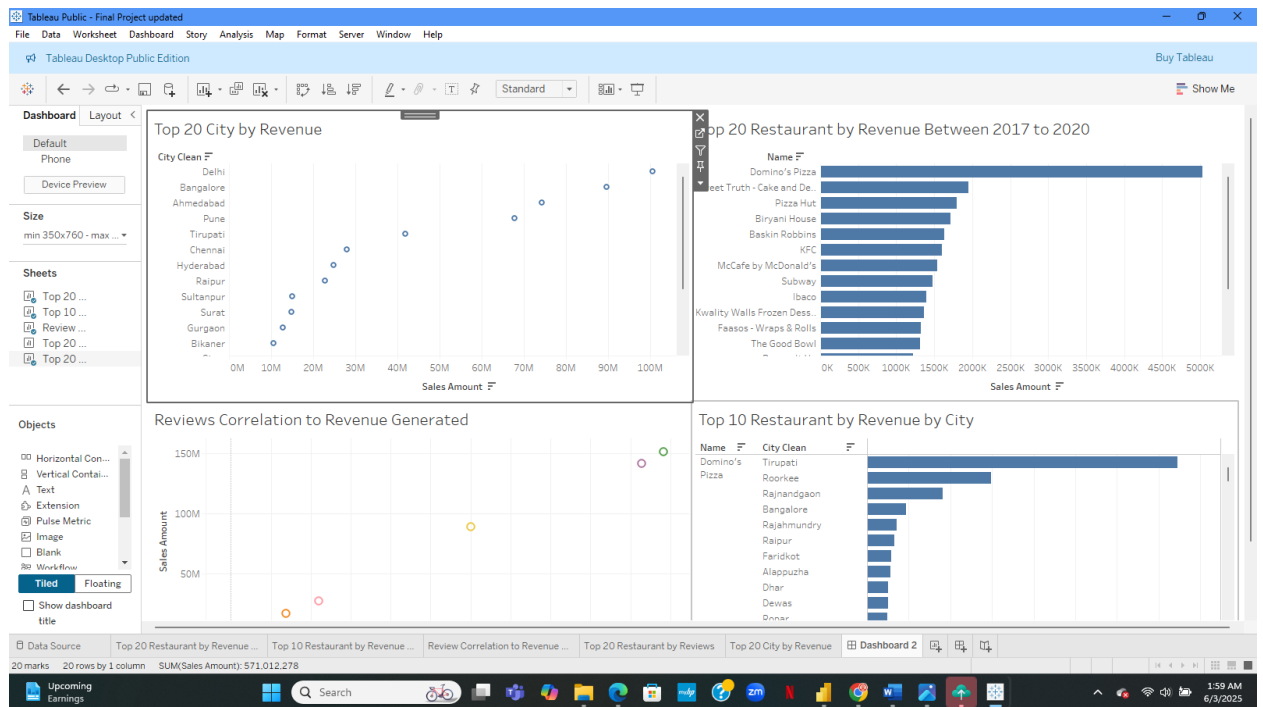 Tableau Public - Final Project updated
File Data Worksheet Dashboard Story Analysis Map Format Server Window Help
Tableau Desktop Public Edition
Buy Tableau
Standard
Show Me
Dashboard
Layout
Default
Phone
Device Preview
Size
min 350x760 - max ...
Sheets
Top 20 ...
Top 10 ...
Review ...
Top 20 ...
Top 20 ...
Objects
Horizontal Con...
Vertical Contai...
A Text
Extension
Pulse Metric
Image
Blank
Workflow
Tiled
Floating
Show dashboard
title
Top 20 City by Revenue
City Clean
Delhi
Bangalore
Ahmedabad
Pune
Tirupati
Chennai
Hyderabad
Raipur
Sultanpur
Surat
Gurgaon
Bikaner
0M 10M 20M 30M 40M 50M 60M 70M 80M 90M 100M
Sales Amount
op 20 Restaurant by Revenue Between 2017 to 2020
Name
Domino's Pizza
eet Truth - Cake and De..
Pizza Hut
Biryani House
Baskin Robbins
KFC
McCafe by McDonald's
Subway
Ibaco
Kwality Walls Frozen Dess..
Faasos - Wraps & Rolls
The Good Bowl
0K 500K 1000K 1500K 2000K 2500K 3000K 3500K 4000K 4500K 5000K
Sales Amount
Reviews Correlation to Revenue Generated
150M
100M
50M
Sales Amount
Top 10 Restaurant by Revenue by City
Name City Clean
Domino's
Pizza
Tirupati
Roorkee
Rajnandgaon
Bangalore
Rajahmundry
Raipur
Faridkot
Alappuzha
Dhar
Dewas
Ropar
Data Source
Top 20 Restaurant by Revenue ...
Top 10 Restaurant by Revenue ...
Review Correlation to Revenue ...
Top 20 Restaurant by Reviews
Top 20 City by Revenue
Dashboard 2
20 marks 20 rows by 1 column SUM(Sales Amount): 571.012.278
Upcoming
Earnings
Search
zm
N
1:59 AM
6/3/2025